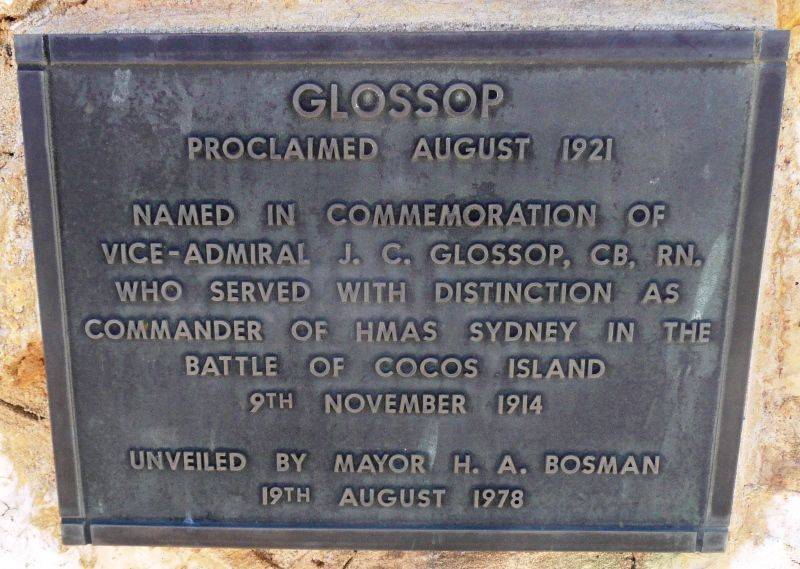 GLOSSOP
PROCLAIMED AUGUST 1921
NAMED IN COMMEMORATION OF
VICE-ADMIRAL J. C. GLOSSOP, CB, RN.
WHO SERVED WITH DISTINCTION AS
COMMANDER OF HMAS SYDNEY IN THE
BATTLE OF COCOS ISLAND
9TH NOVEMBER 1914
UNVEILED BY MAYOR H. A. BOSMAN
19TH AUGUST 1978